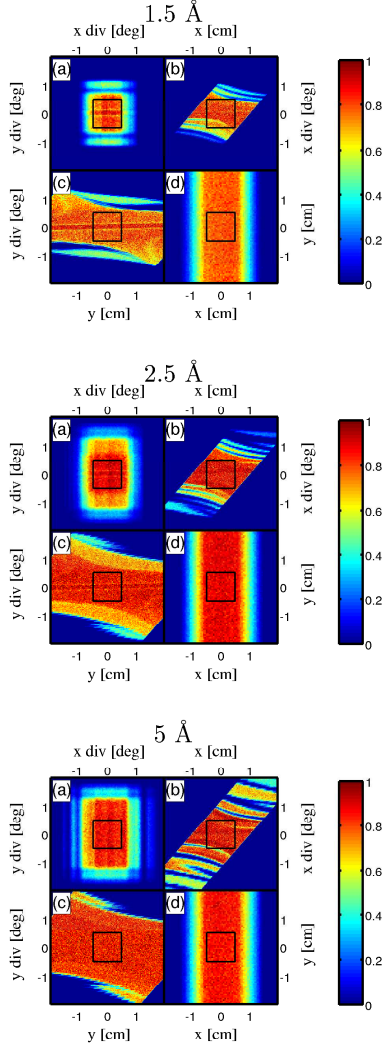 1.5 Å
x div [deg] x [cm]
-1 0 1 -1 0 1
(a) (b)
y div [deg] 1 0 -1
1 0 -1 x div [deg]
(c) (d)
y div [deg] 1 0 -1
1 0 -1 y [cm]
-1 0 1 -1 0 1
y [cm] x [cm]
1 0.8 0.6 0.4 0.2 0
2.5 Å
x div [deg] x [cm]
-1 0 1 -1 0 1
(a) (b)
y div [deg] 1 0 -1
1 0 -1 x div [deg]
(c) (d)
y div [deg] 1 0 -1
1 0 -1 y [cm]
-1 0 1 -1 0 1
y [cm] x [cm]
1 0.8 0.6 0.4 0.2 0
5 Å
x div [deg] x [cm]
-1 0 1 -1 0 1
(a) (b)
y div [deg] 1 0 -1
1 0 -1 x div [deg]
(c) (d)
y div [deg] 1 0 -1
1 0 -1 y [cm]
-1 0 1 -1 0 1
y [cm] x [cm]
1 0.8 0.6 0.4 0.2 0